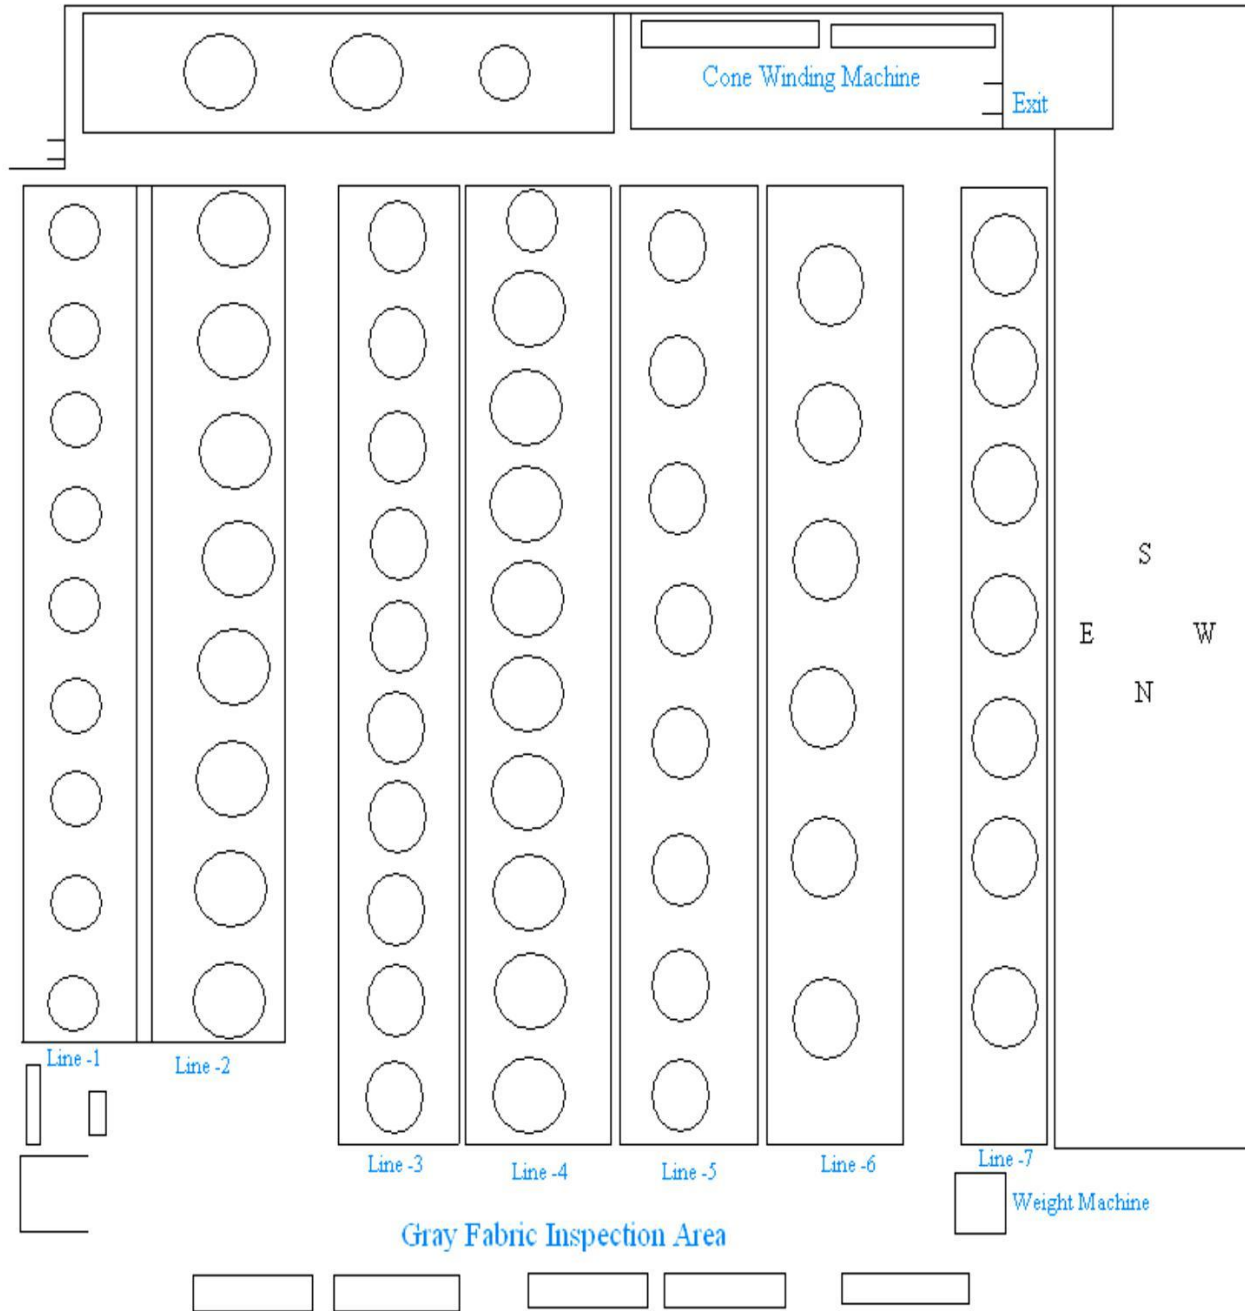 Cone Winding Machine
Exit
S
E W
N
Line -1
Line -2
Line -3
Line -4
Line -5
Line -6
Line -7
Weight Machine
Gray Fabric Inspection Area